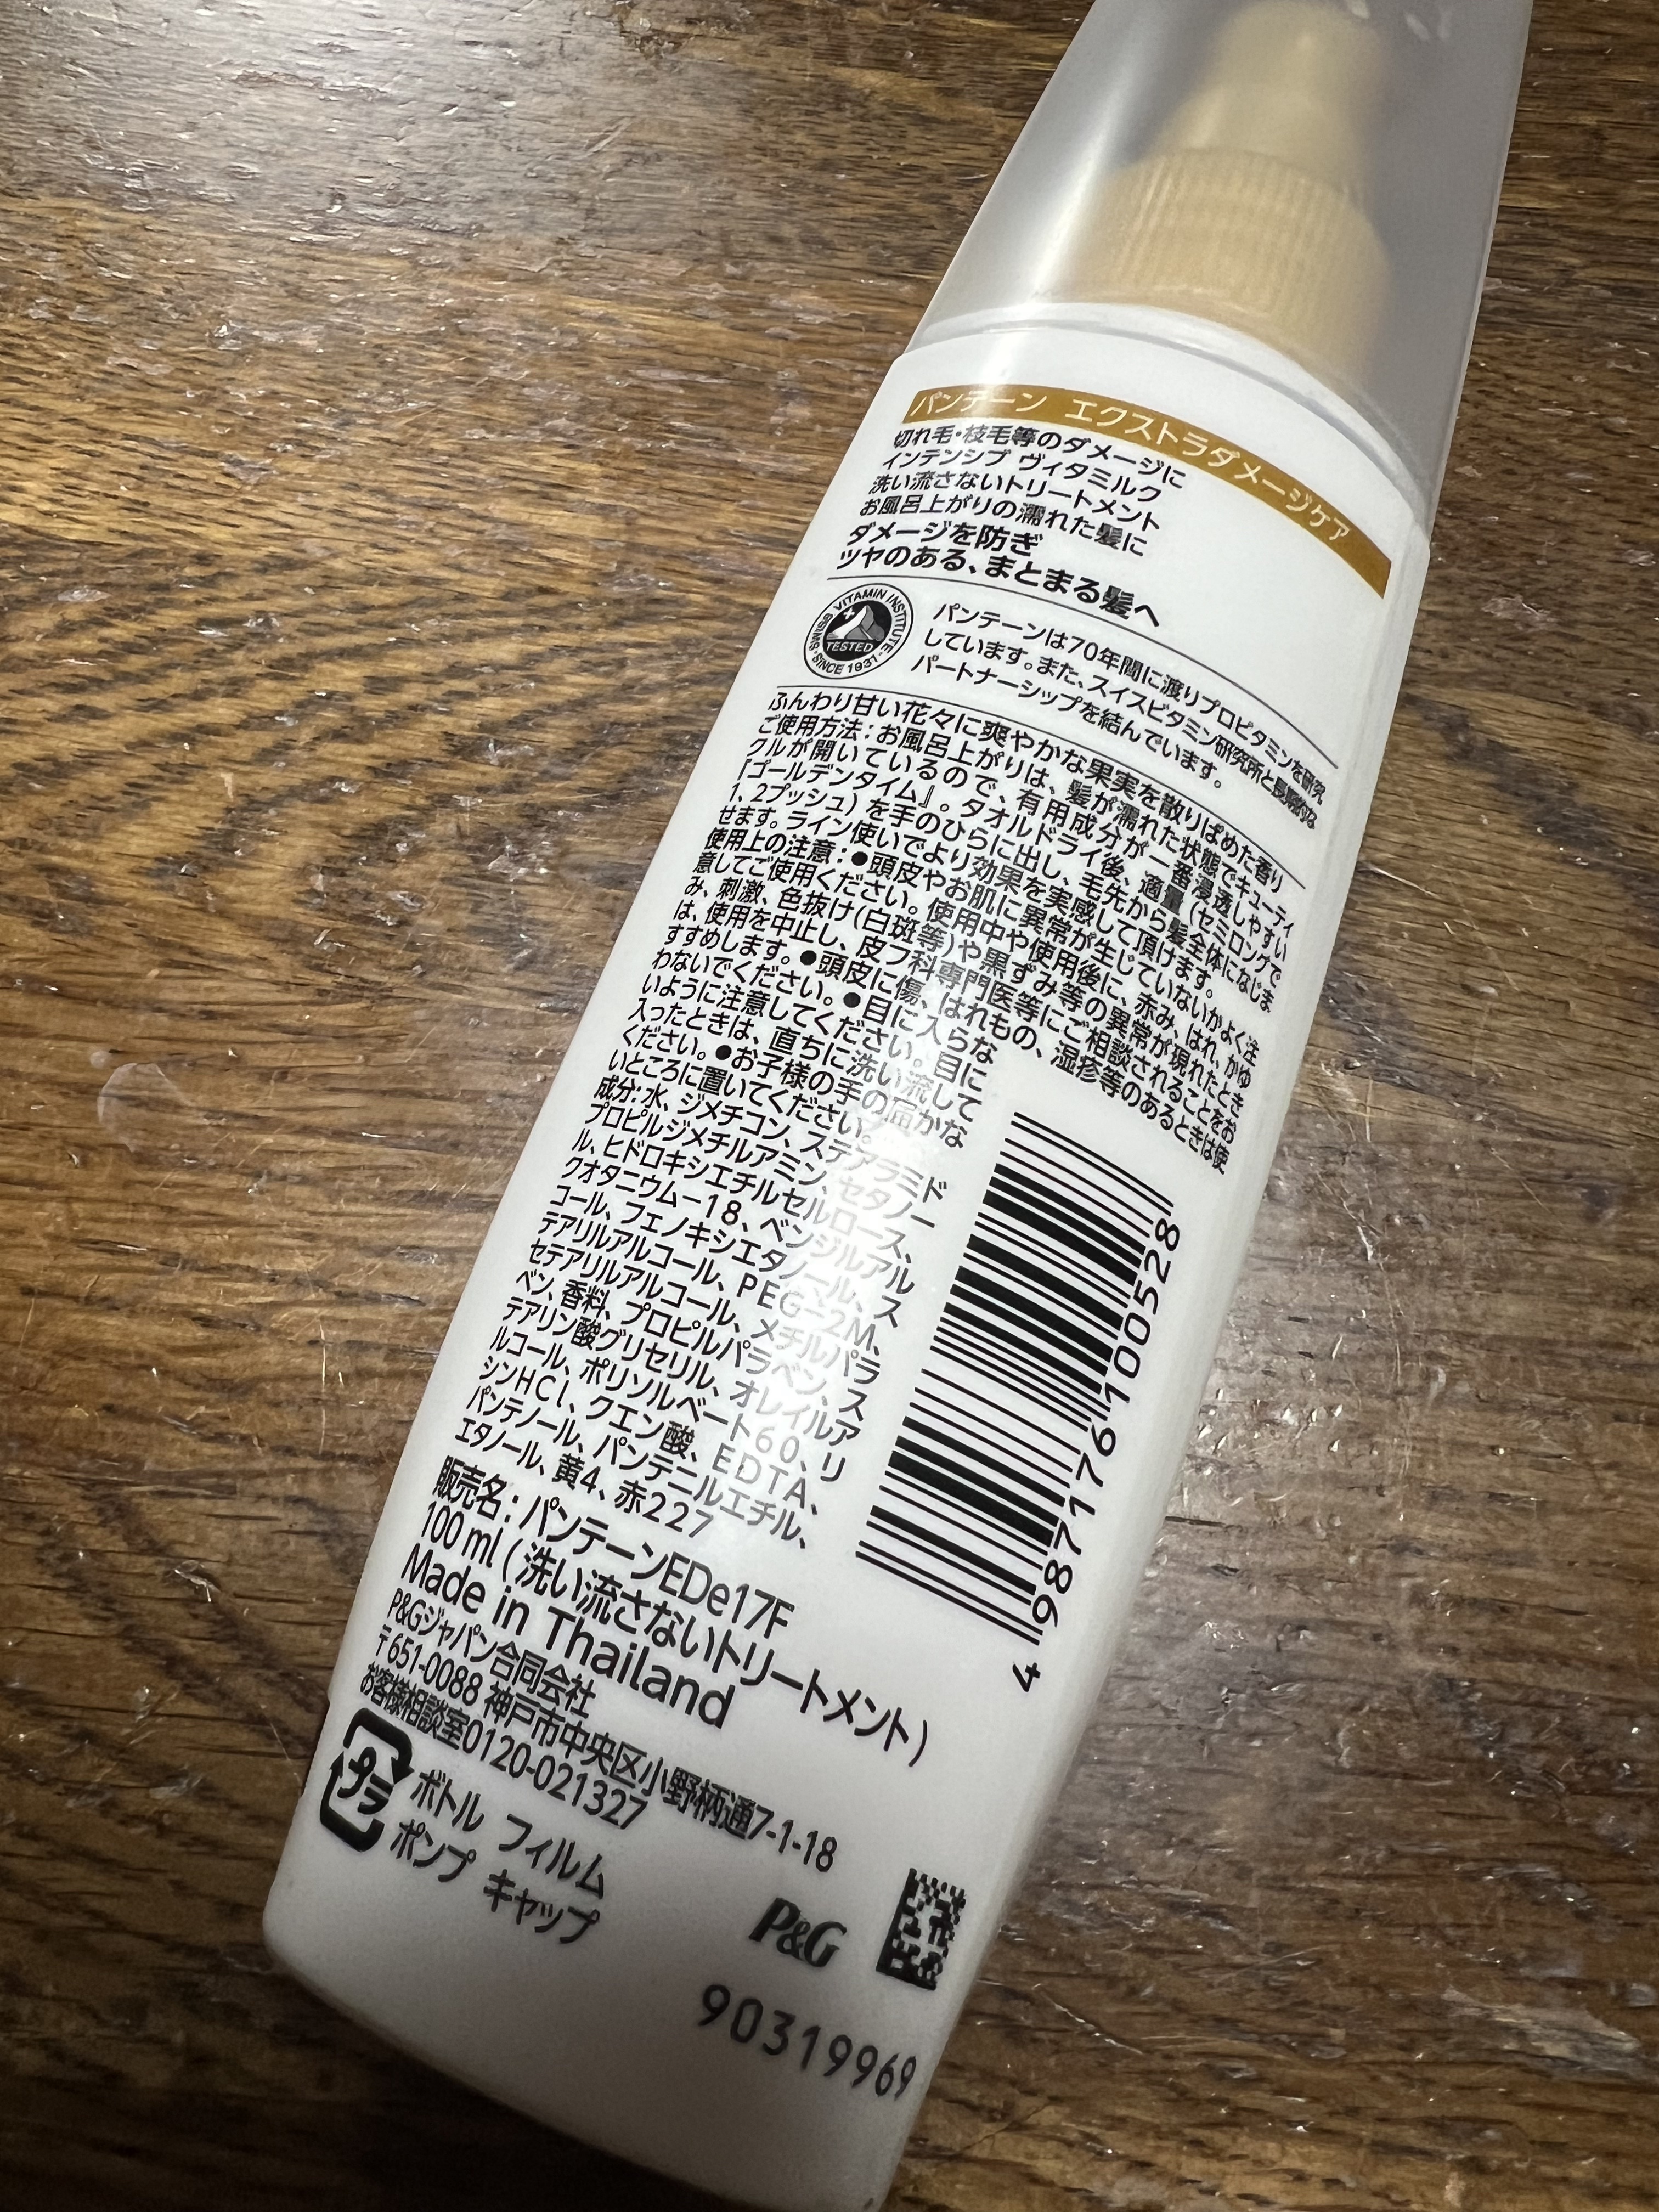 パンテーン エクストラダメージケア
切れ毛・枝毛等のダメージに
インテンシブ ヴィタミルク
洗い流さないトリートメント
お風呂上がりの濡れた髪に
ダメージを防ぎ
ツヤのある、まとまる髪へ
SWISS VITAMIN INSTITUTE
TESTED
SINCE 1931
パンテーンは70年間に渡りプロビタミンを研究
しています。また、スイスビタミン研究所と長期的な
パートナーシップを結んでいます。
ふんわり甘い花々に爽やかな果実を散りばめた香り
ご使用方法：お風呂上がりは、髪が濡れた状態でキューティ
クルが開いているので、有用成分が一番浸透しやすい
『ゴールデンタイム』。タオルドライ後、適量（セミロングで
1、2プッシュ）を手のひらに出し、毛先から髪全体になじま
せます。ライン使いでより効果を実感して頂けます。
使用上の注意：●頭皮やお肌に異常が生じていないかよく注
意してご使用ください。使用中や使用後に、赤み、はれ、かゆ
み、刺激、色抜け（白斑等）や黒ずみ等の異常が現れたとき
は、使用を中止し、皮フ科専門医等にご相談されることをお
すすめします。●頭皮に傷、はれもの、湿疹等のあるときは使
わないでください。●目に入らな
いように注意してください。目に
入ったときは、直ちに洗い流して
ください。●お子様の手の届かな
いところに置いてください。
成分：水、ジメチコン、ステアラミド
プロピルジメチルアミン、セタノー
ル、ヒドロキシエチルセルロース、
クオタニウム-18、ベンジルアル
コール、フェノキシエタノール、ス
テアリルアルコール、PEG-2M、
セテアリルアルコール、メチルパラ
ベン、香料、プロピルパラベン、ス
テアリン酸グリセリル、オレイルア
ルコール、ポリソルベート60、リ
シンHCl、クエン酸、EDTA、
パンテノール、パンテニルエチル、
エタノール、黄4、赤227
4987176100528
販売名：パンテーンEDe17F
100 ml（洗い流さないトリートメント）
Made in Thailand
P&Gジャパン合同会社
〒651-0088 神戸市中央区小野柄通7-1-18
お客様相談室0120-021327
プラ
ボトル フィルム
ポンプ キャップ
P&G
90319969